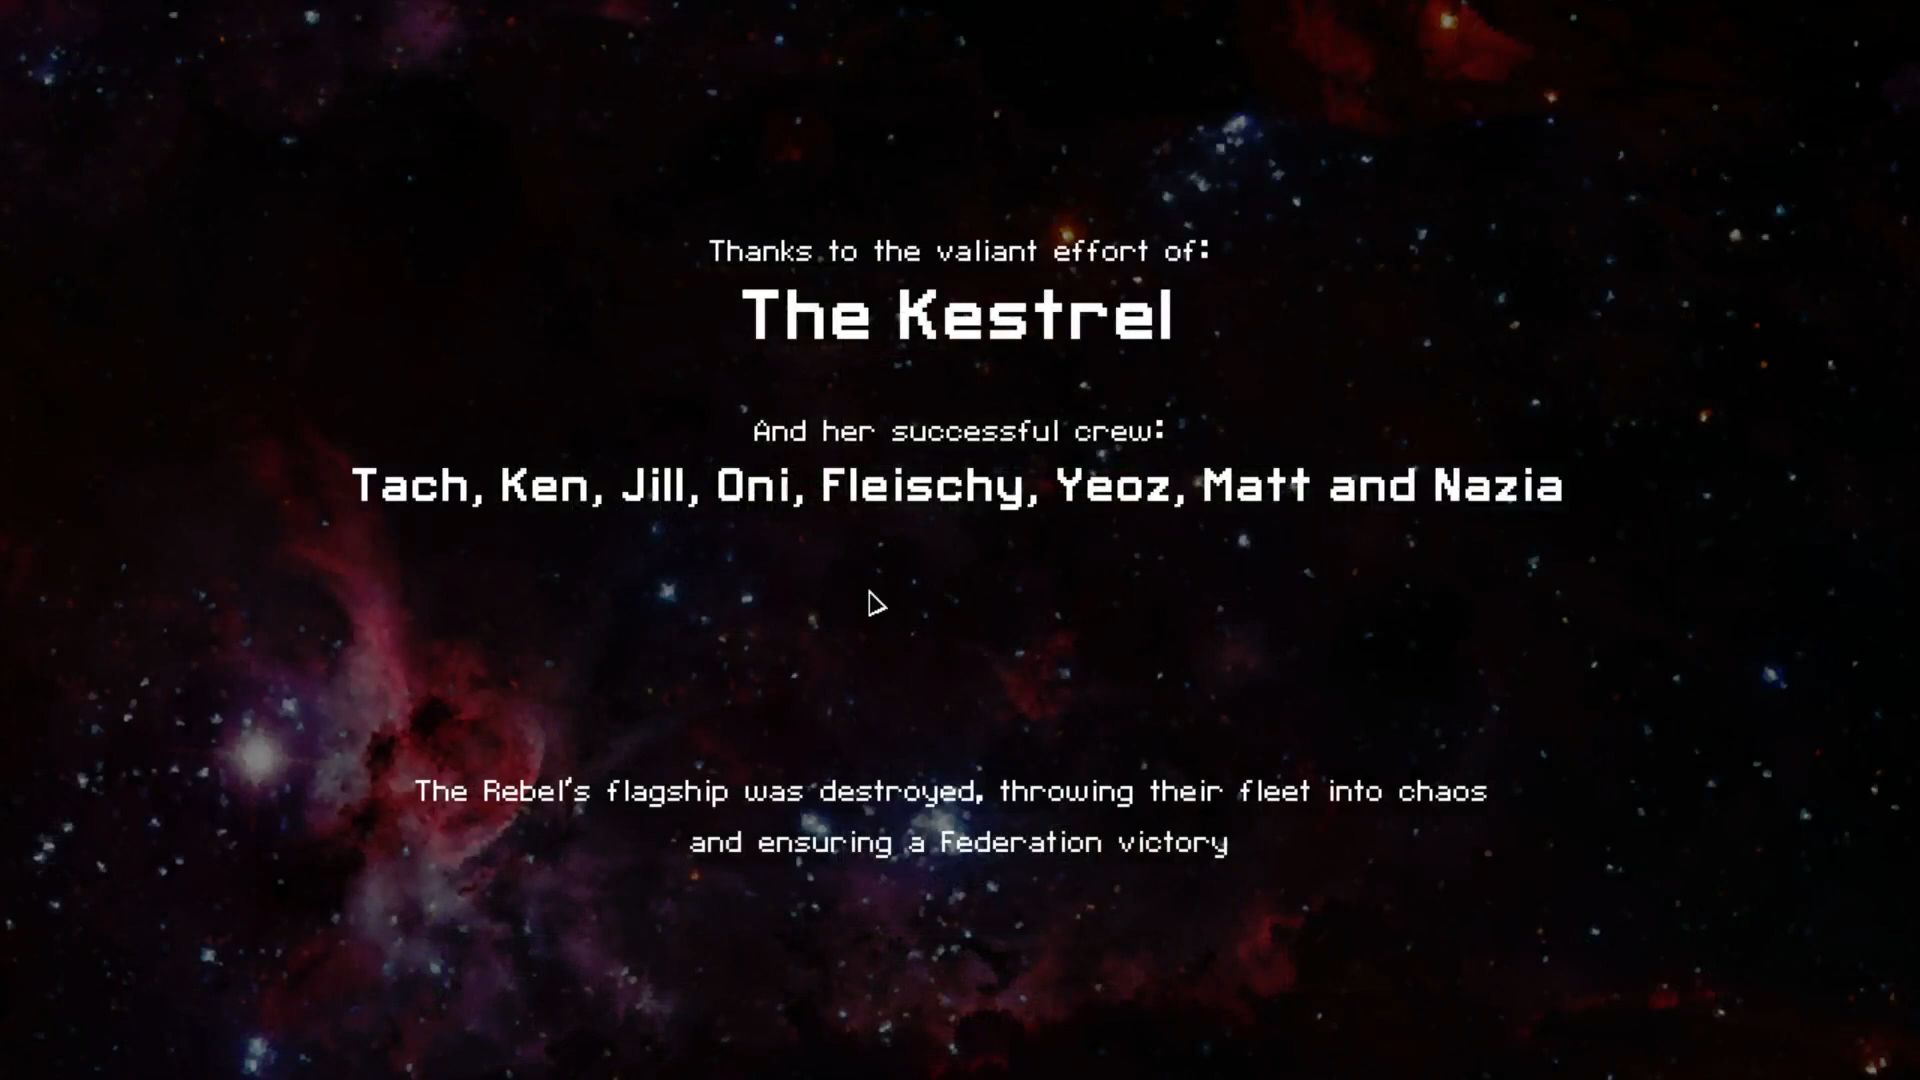 Thanks to the valiant effort of:
The Kestrel
And her successful crew:
Tach, Ken, Jill, Oni, Fleischy, Yeoz, Matt and Nazia
The Rebel's flagship was destroyed, throwing their fleet into chaos
and ensuring a Federation victory